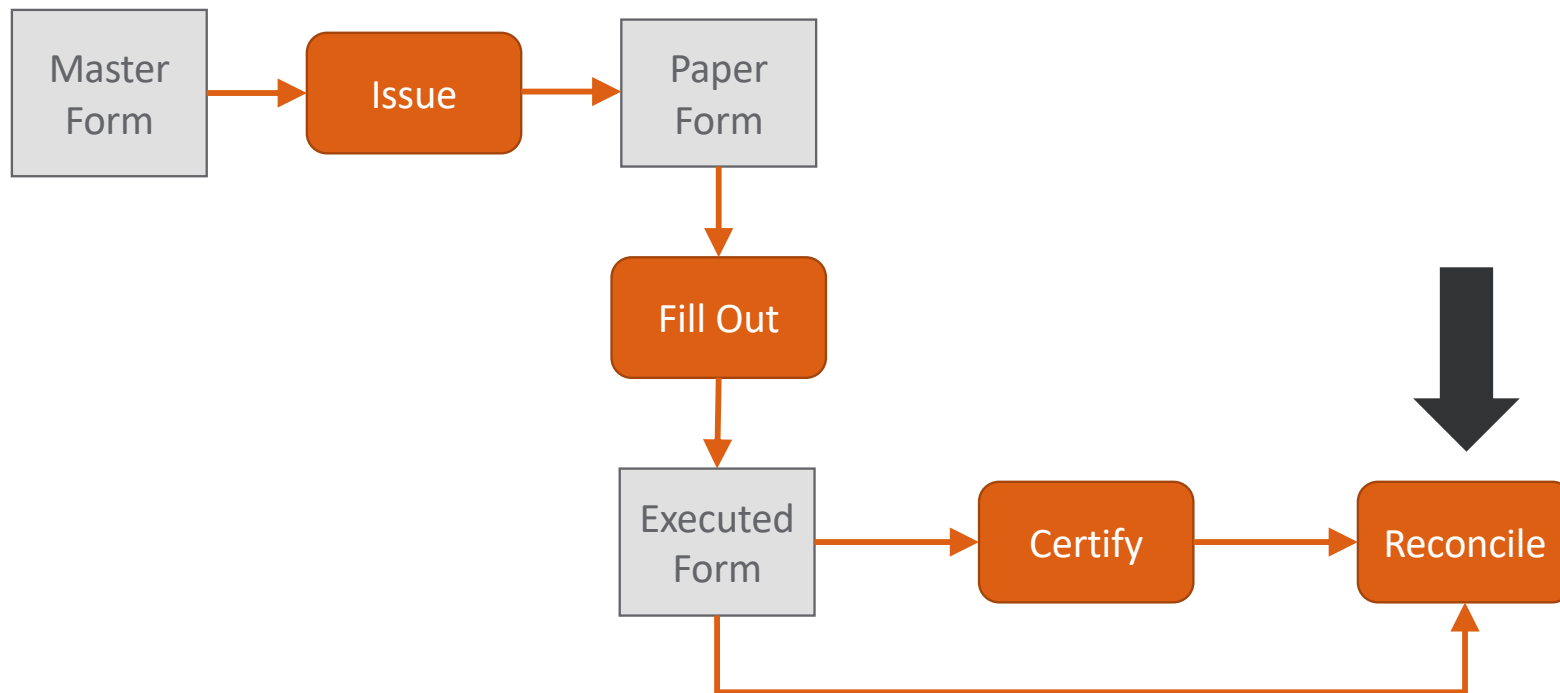 Master
Form
Issue
Paper
Form
Fill Out
Executed
Form
Certify
Reconcile